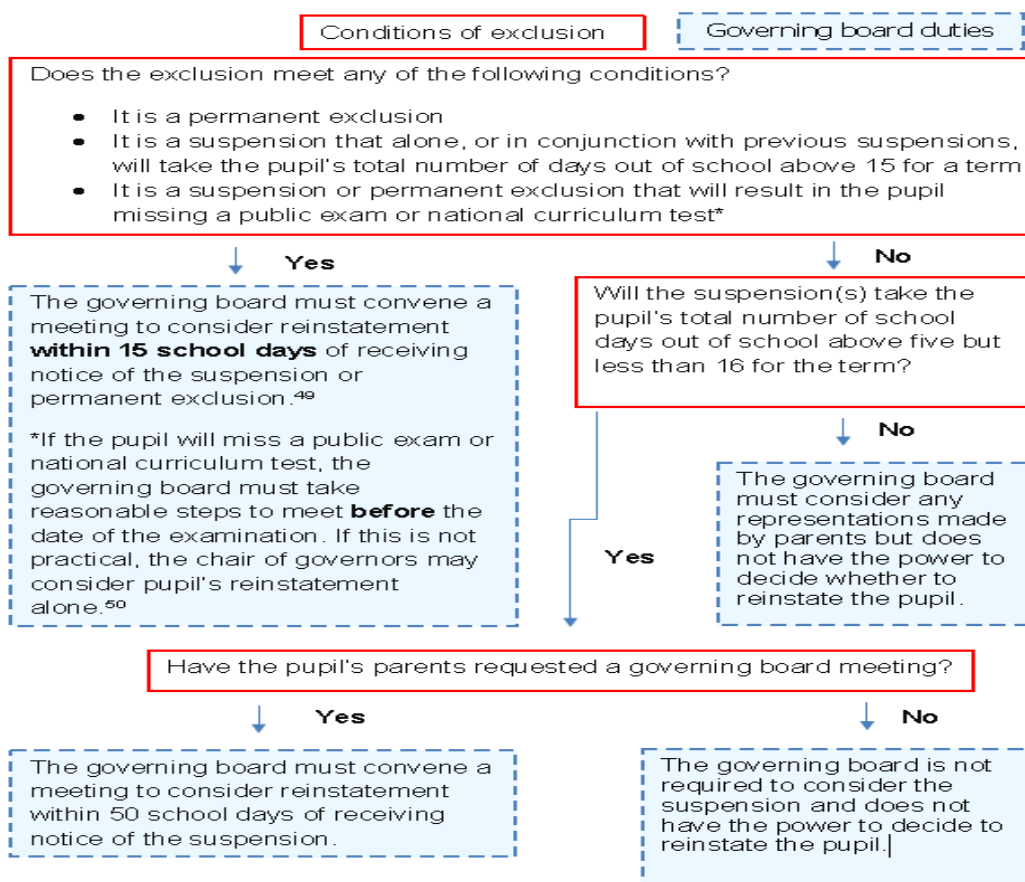 Conditions of exclusion
Governing board duties
Does the exclusion meet any of the following conditions?
• It is a permanent exclusion
• It is a suspension that alone, or in conjunction with previous suspensions,
will take the pupil's total number of days out of school above 15 for a term
• It is a suspension or permanent exclusion that will result in the pupil
missing a public exam or national curriculum test*
Yes
No
The governing board must convene a
meeting to consider reinstatement
within 15 school days of receiving
notice of the suspension or
permanent exclusion.⁴⁹
*If the pupil will miss a public exam or
national curriculum test, the
governing board must take
reasonable steps to meet before the
date of the examination. If this is not
practical, the chair of governors may
consider pupil's reinstatement
alone.⁵⁰
Will the suspension(s) take the
pupil's total number of school
days out of school above five but
less than 16 for the term?
No
The governing board
must consider any
representations made
by parents but does
not have the power to
decide whether to
reinstate the pupil.
Yes
Have the pupil's parents requested a governing board meeting?
Yes
No
The governing board must convene a
meeting to consider reinstatement
within 50 school days of receiving
notice of the suspension.
The governing board is not
required to consider the
suspension and does not
have the power to decide to
reinstate the pupil.